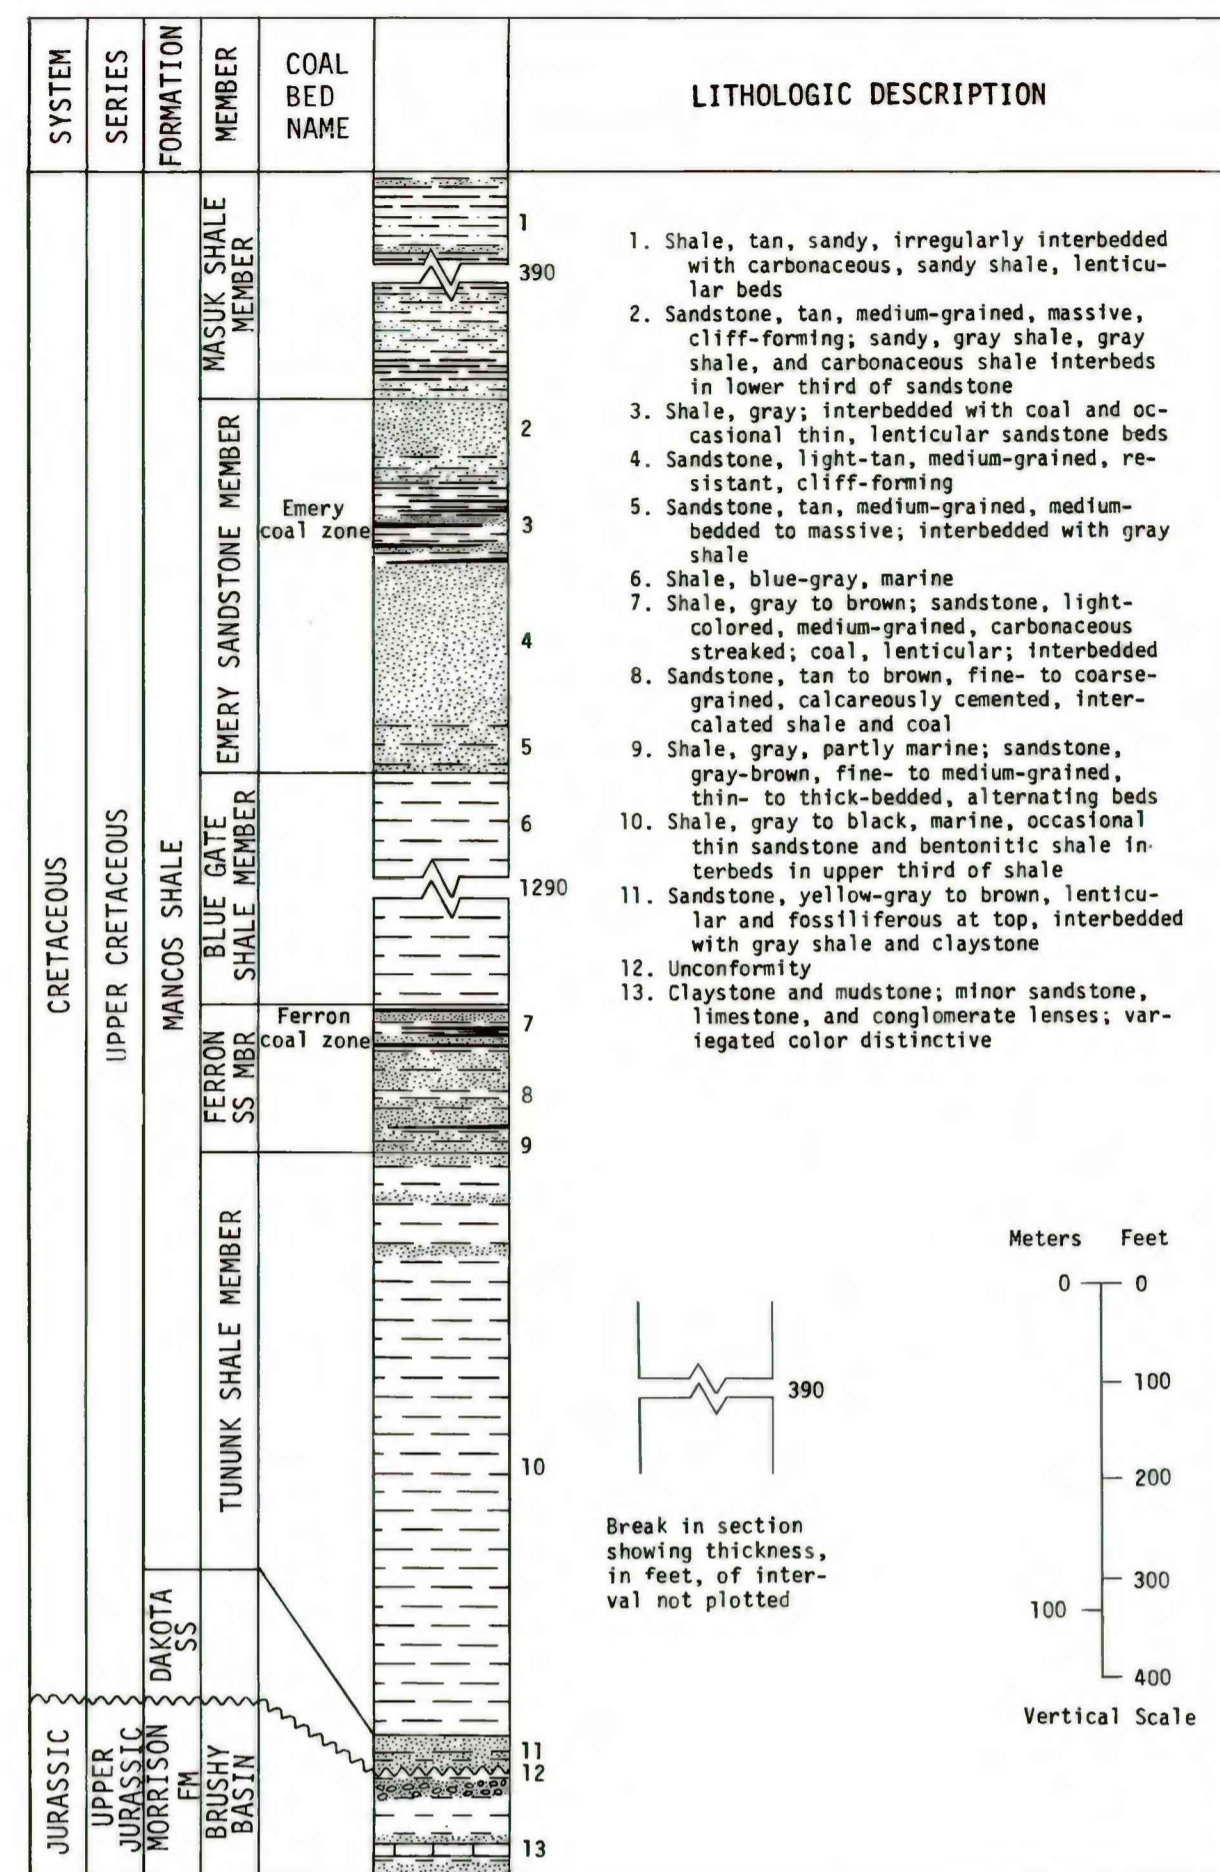 SYSTEM
SERIES
FORMATION
MEMBER
COAL
BED
NAME
LITHOLOGIC DESCRIPTION
MASUK SHALE
MEMBER
EMERY SANDSTONE MEMBER
BLUE GATE
SHALE MEMBER
FERRON
SS MBR
TUNUNK SHALE MEMBER
MANCOS SHALE
DAKOTA
SS
UPPER CRETACEOUS
CRETACEOUS
JURASSIC
UPPER
JURASSIC
MORRISON
FM
BRUSHY
BASIN
Emery
coal zone
Ferron
coal zone
1
390
2
3
4
5
6
1290
7
8
9
10
11
12
13
1. Shale, tan, sandy, irregularly interbedded
with carbonaceous, sandy shale, lenticu-
lar beds
2. Sandstone, tan, medium-grained, massive,
cliff-forming; sandy, gray shale, gray
shale, and carbonaceous shale interbeds
in lower third of sandstone
3. Shale, gray; interbedded with coal and oc-
casional thin, lenticular sandstone beds
4. Sandstone, light-tan, medium-grained, re-
sistant, cliff-forming
5. Sandstone, tan, medium-grained, medium-
bedded to massive; interbedded with gray
shale
6. Shale, blue-gray, marine
7. Shale, gray to brown; sandstone, light-
colored, medium-grained, carbonaceous
streaked; coal, lenticular; interbedded
8. Sandstone, tan to brown, fine- to coarse-
grained, calcareously cemented, inter-
calated shale and coal
9. Shale, gray, partly marine; sandstone,
gray-brown, fine- to medium-grained,
thin- to thick-bedded, alternating beds
10. Shale, gray to black, marine, occasional
thin sandstone and bentonitic shale in-
terbeds in upper third of shale
11. Sandstone, yellow-gray to brown, lenticu-
lar and fossiliferous at top, interbedded
with gray shale and claystone
12. Unconformity
13. Claystone and mudstone; minor sandstone,
limestone, and conglomerate lenses; var-
iegated color distinctive
390
Break in section
showing thickness,
in feet, of inter-
val not plotted
Meters Feet
0 0
100
200
300
100
400
Vertical Scale